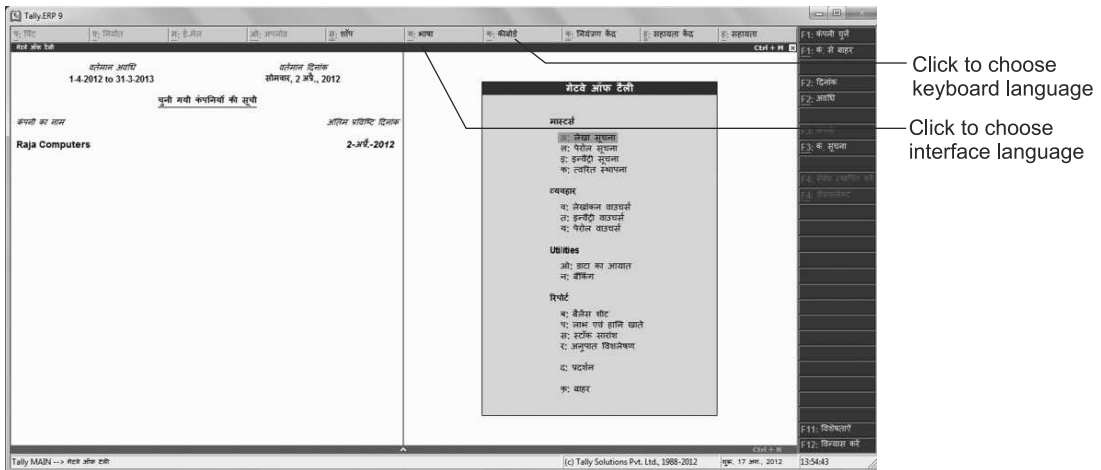 Tally.ERP 9
प: प्रिंट
ए: निर्यात
म: ई-मेल
ओ: अपलोड
स: शॉप
ग: भाषा
क: कीबोर्ड
क: नियंत्रण केंद्र
ह: सहायता केंद्र
ह: सहायता
F1: कंपनी चुनें
गेटवे ऑफ टैली
Ctrl + M
F1: कं से बाहर
वर्तमान अवधि
वर्तमान दिनांक
1-4-2012 to 31-3-2013
सोमवार, 2 अप्रै., 2012
चुनी गयी कंपनियों की सूची
कंपनी का नाम
अंतिम प्रविष्टि दिनांक
Raja Computers
2-अप्रै.-2012
गेटवे ऑफ टैली
मास्टर्स
अ: लेखा सूचना
ल: पेरोल सूचना
इ: इन्वेंट्री सूचना
क: त्वरित स्थापना
व्यवहार
व: लेखांकन वाउचर्स
त: इन्वेंट्री वाउचर्स
य: पेरोल वाउचर्स
Utilities
ओ: डाटा का आयात
न: बैंकिंग
रिपोर्ट
ब: बैलेंस शीट
प: लाभ एवं हानि खाते
स: स्टॉक सारांश
र: अनुपात विश्लेषण
द: प्रदर्शन
क: बाहर
F2: दिनांक
F2: अवधि
F3: कंपनी
F3: कं सूचना
F4:
F4:
F11: विशेषताएँ
F12: विन्यास करें
Click to choose
keyboard language
Click to choose
interface language
Ctrl + N
Tally MAIN --> गेटवे ऑफ टैली
(c) Tally Solutions Pvt. Ltd., 1988-2012
शुक्र, 17 अग., 2012
13:54:43